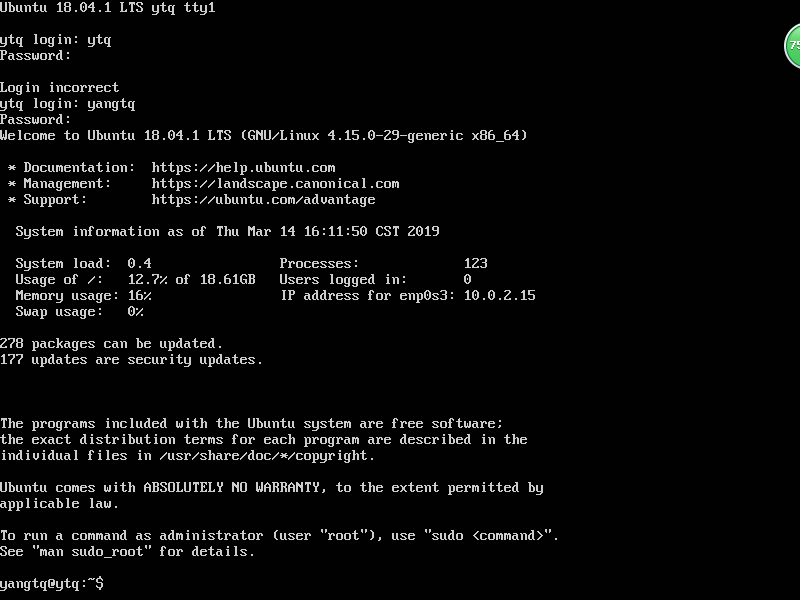 Ubuntu 18.04.1 LTS ytq tty1
ytq login: ytq
Password:
Login incorrect
ytq login: yangtq
Password:
Welcome to Ubuntu 18.04.1 LTS (GNU/Linux 4.15.0-29-generic x86_64)
* Documentation:  https://help.ubuntu.com
* Management:     https://landscape.canonical.com
* Support:        https://ubuntu.com/advantage
System information as of Thu Mar 14 16:11:50 CST 2019
System load:  0.4               Processes:             123
Usage of /:   12.7% of 18.61GB   Users logged in:       0
Memory usage: 16%                IP address for enp0s3: 10.0.2.15
Swap usage:   0%
278 packages can be updated.
177 updates are security updates.
The programs included with the Ubuntu system are free software;
the exact distribution terms for each program are described in the
individual files in /usr/share/doc/*/copyright.
Ubuntu comes with ABSOLUTELY NO WARRANTY, to the extent permitted by
applicable law.
To run a command as administrator (user "root"), use "sudo <command>".
See "man sudo_root" for details.
yangtq@ytq:~$